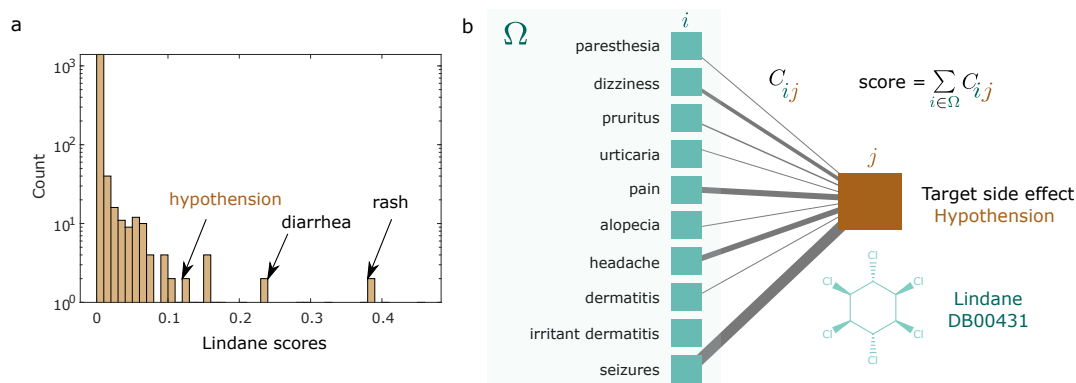 a
10³
10²
10¹
10⁰
Count
0
0.1
0.2
0.3
0.4
Lindane scores
hypothension
diarrhea
rash
b
Ω
i
paresthesia
dizziness
pruritus
urticaria
pain
alopecia
headache
dermatitis
irritant dermatitis
seizures
C_ij
score = ∑_{i∈Ω} C_ij
j
Target side effect
Hypothension
Cl
Cl
Cl
Cl
Cl
Cl
Lindane
DB00431